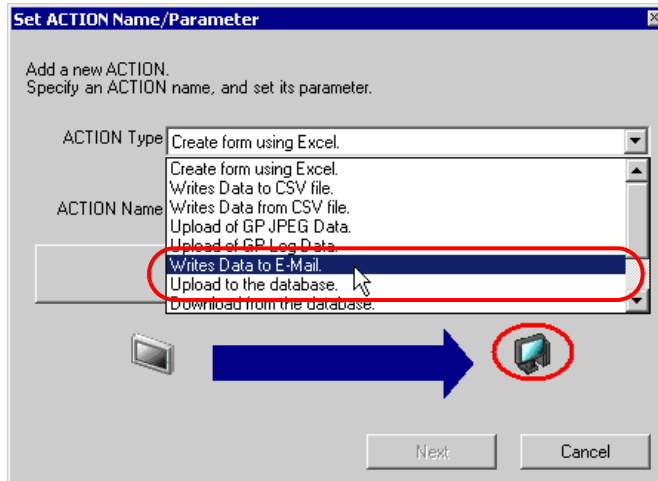 Set ACTION Name/Parameter
Add a new ACTION.
Specify an ACTION name, and set its parameter.
ACTION Type
Create form using Excel.
Create form using Excel.
Writes Data to CSV file.
ACTION Name
Writes Data from CSV file.
Upload of GP JPEG Data.
Upload of GP Log Data.
Writes Data to E-Mail.
Upload to the database.
Download from the database.
Next
Cancel